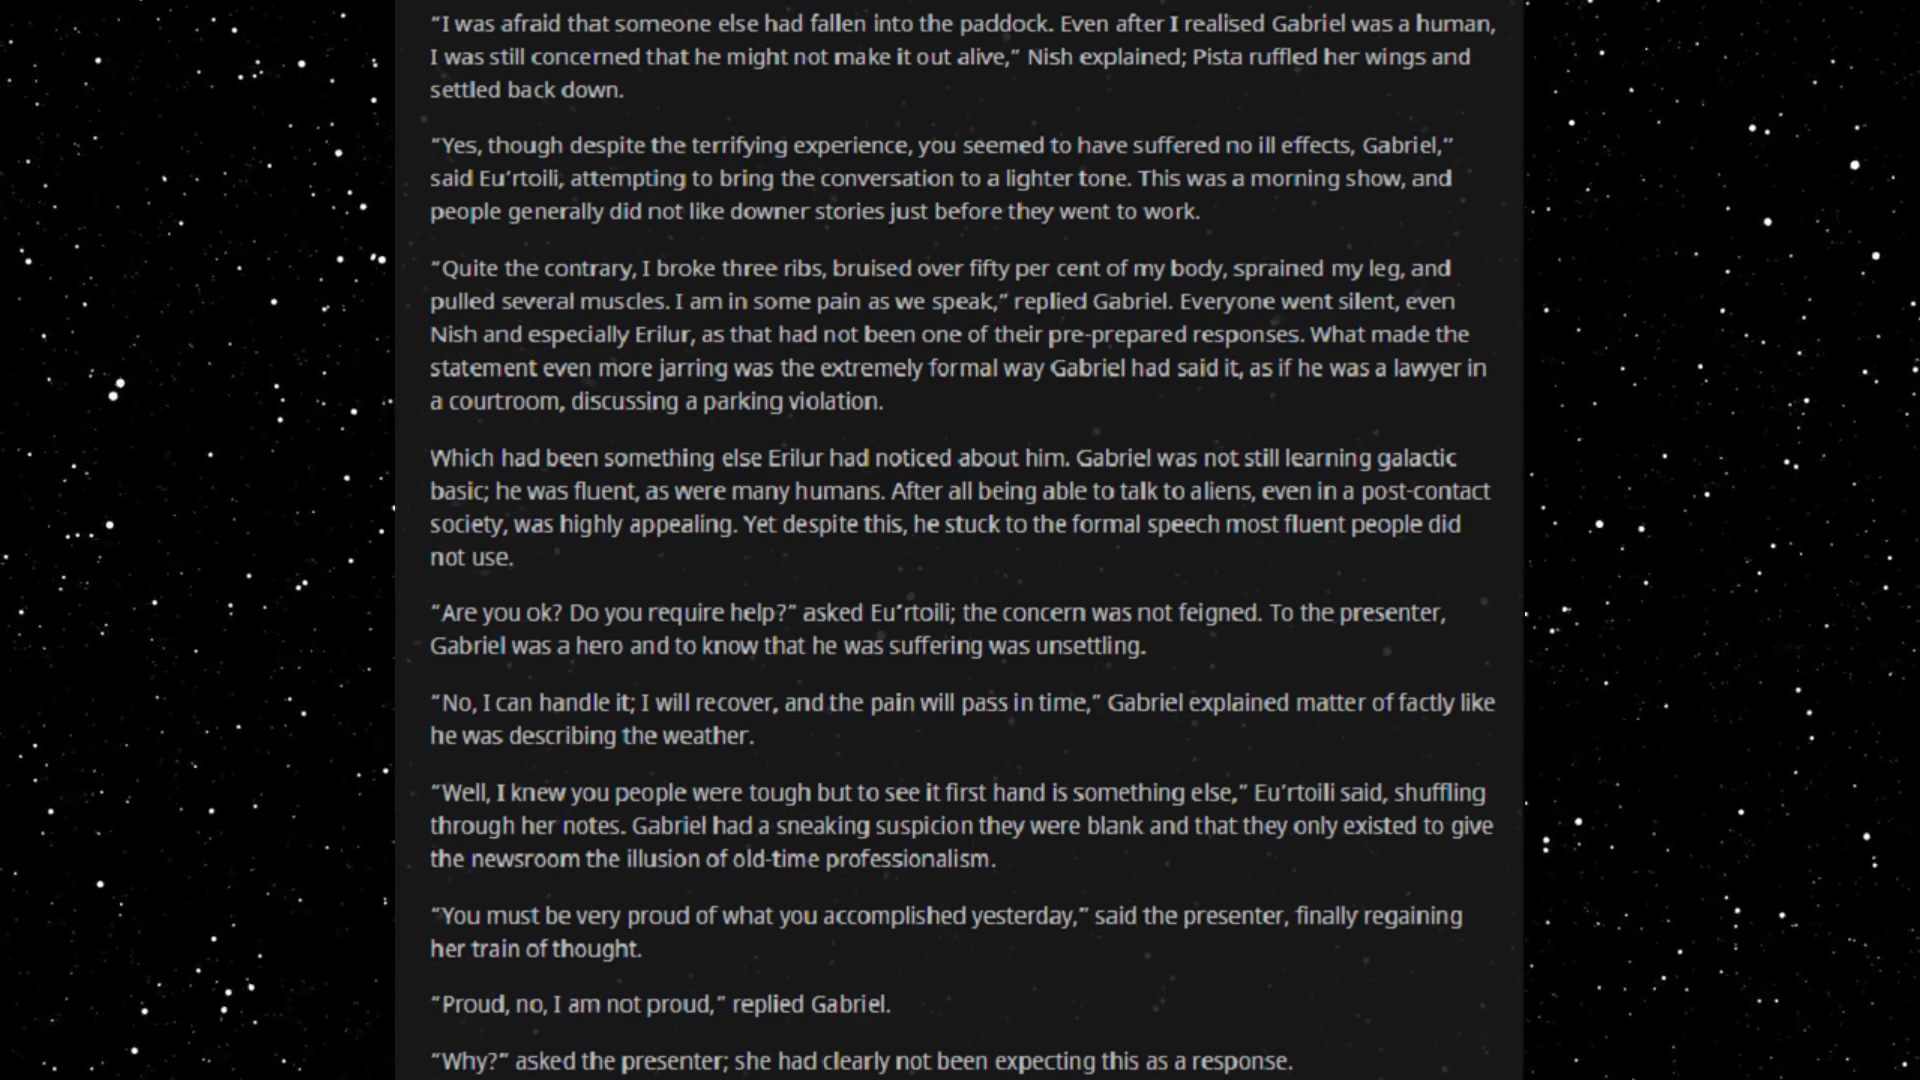 “I was afraid that someone else had fallen into the paddock. Even after I realised Gabriel was a human,
I was still concerned that he might not make it out alive,” Nish explained; Pista ruffled her wings and
settled back down.
“Yes, though despite the terrifying experience, you seemed to have suffered no ill effects, Gabriel,”
said Eu’rtoili, attempting to bring the conversation to a lighter tone. This was a morning show, and
people generally did not like downer stories just before they went to work.
“Quite the contrary, I broke three ribs, bruised over fifty per cent of my body, sprained my leg, and
pulled several muscles. I am in some pain as we speak,” replied Gabriel. Everyone went silent, even
Nish and especially Erilur, as that had not been one of their pre-prepared responses. What made the
statement even more jarring was the extremely formal way Gabriel had said it, as if he was a lawyer in
a courtroom, discussing a parking violation.
Which had been something else Erilur had noticed about him. Gabriel was not still learning galactic
basic; he was fluent, as were many humans. After all being able to talk to aliens, even in a post-contact
society, was highly appealing. Yet despite this, he stuck to the formal speech most fluent people did
not use.
“Are you ok? Do you require help?” asked Eu’rtoili; the concern was not feigned. To the presenter,
Gabriel was a hero and to know that he was suffering was unsettling.
“No, I can handle it; I will recover, and the pain will pass in time,” Gabriel explained matter of factly like
he was describing the weather.
“Well, I knew you people were tough but to see it first hand is something else,” Eu’rtoili said, shuffling
through her notes. Gabriel had a sneaking suspicion they were blank and that they only existed to give
the newsroom the illusion of old-time professionalism.
“You must be very proud of what you accomplished yesterday,” said the presenter, finally regaining
her train of thought.
“Proud, no, I am not proud,” replied Gabriel.
“Why?” asked the presenter; she had clearly not been expecting this as a response.